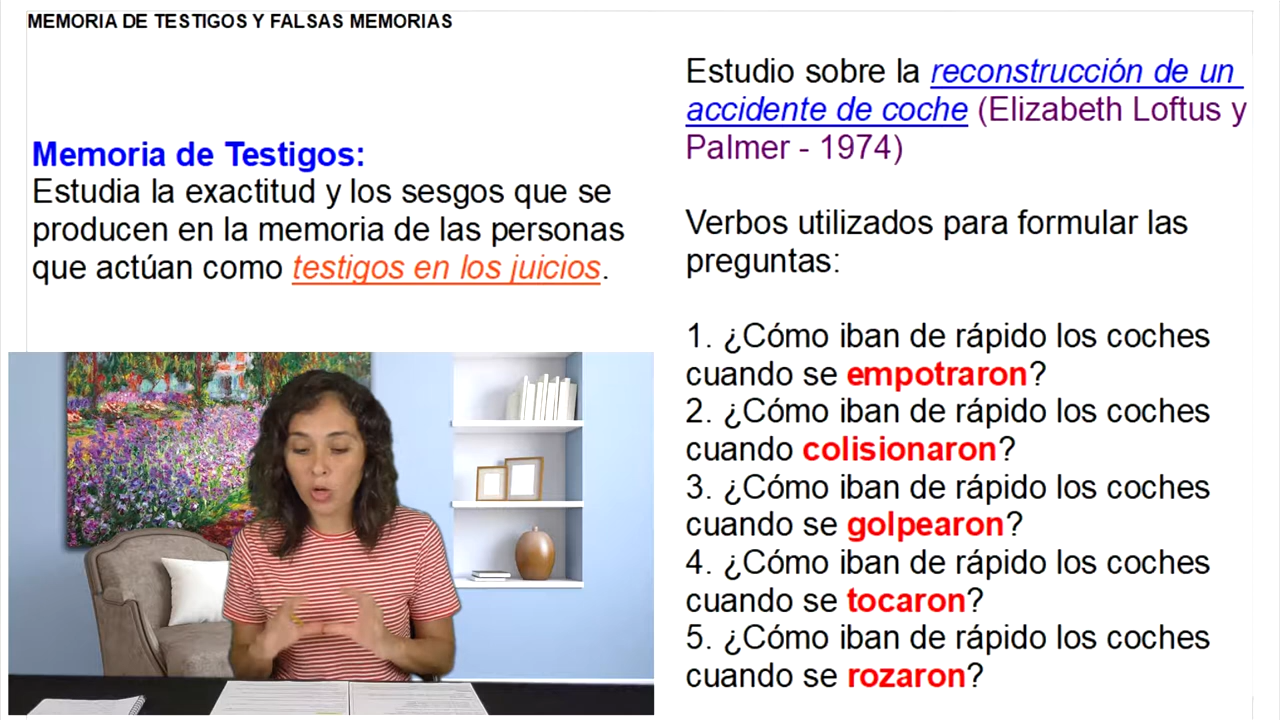 MEMORIA DE TESTIGOS Y FALSAS MEMORIAS
Memoria de Testigos:
Estudia la exactitud y los sesgos que se
producen en la memoria de las personas
que actúan como testigos en los juicios.
Estudio sobre la reconstrucción de un
accidente de coche (Elizabeth Loftus y
Palmer - 1974)
Verbos utilizados para formular las
preguntas:
1. ¿Cómo iban de rápido los coches
cuando se empotraron?
2. ¿Cómo iban de rápido los coches
cuando colisionaron?
3. ¿Cómo iban de rápido los coches
cuando se golpearon?
4. ¿Cómo iban de rápido los coches
cuando se tocaron?
5. ¿Cómo iban de rápido los coches
cuando se rozaron?